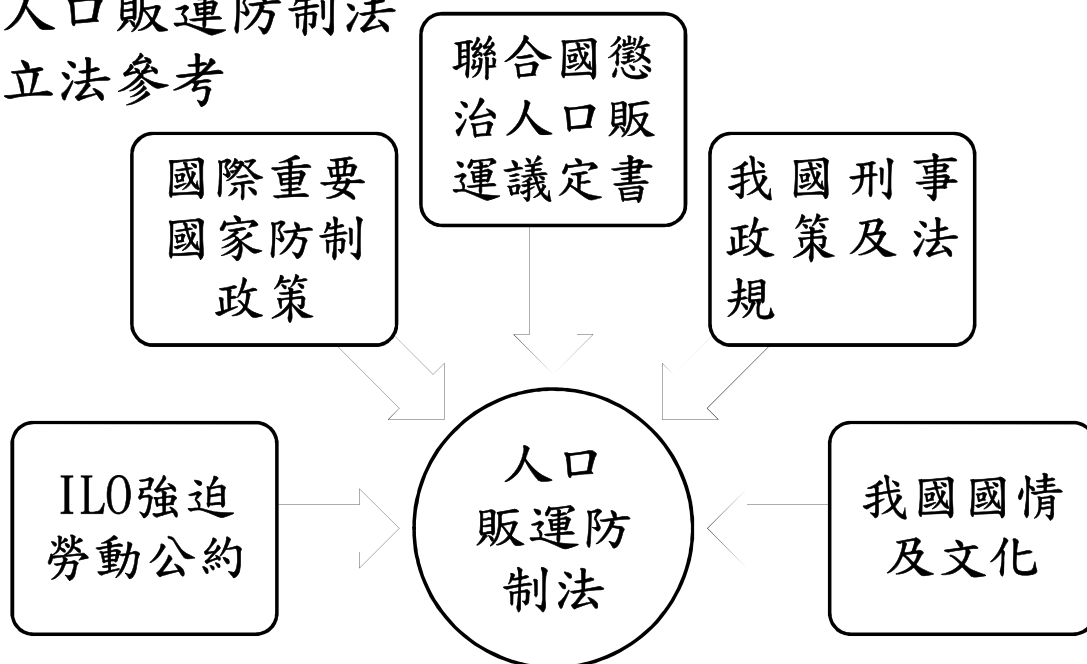 人口販運防制法
立法參考
聯合國懲
治人口販
運議定書
國際重要
國家防制
政策
我國刑事
政策及法
規
ILO強迫
勞動公約
人口
販運防
制法
我國國情
及文化